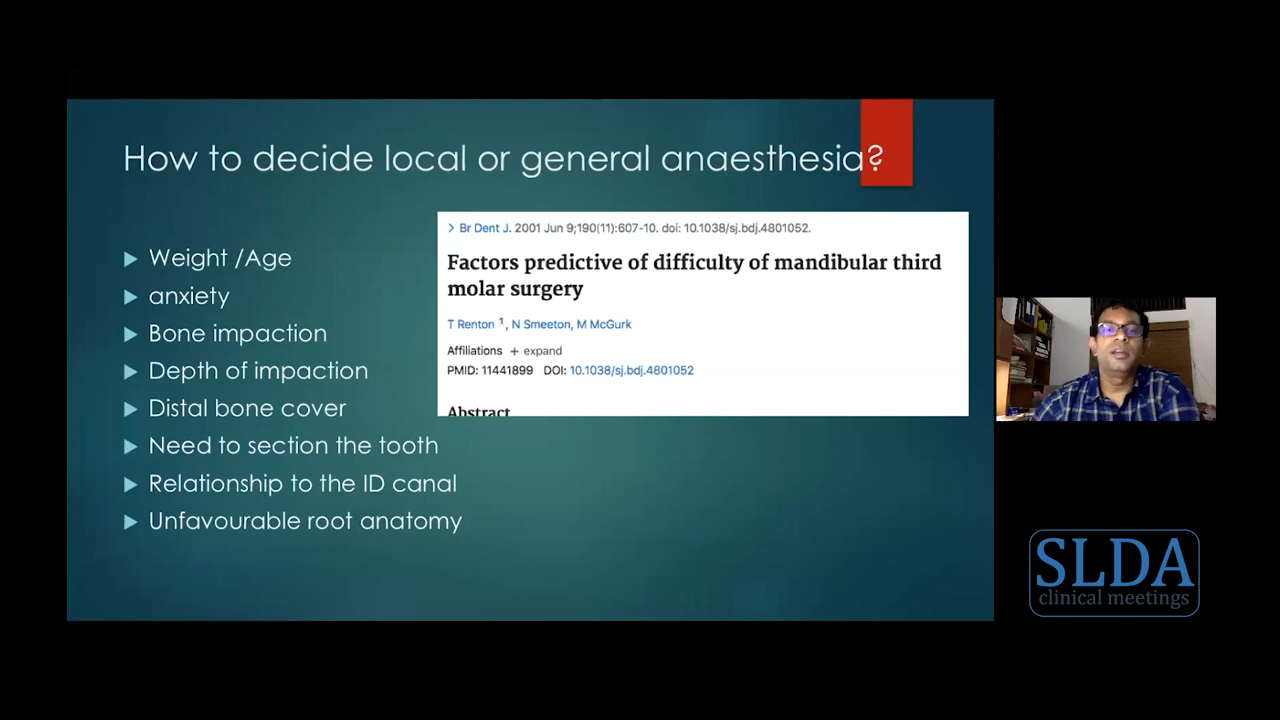 How to decide local or general anaesthesia?
Weight /Age
anxiety
Bone impaction
Depth of impaction
Distal bone cover
Need to section the tooth
Relationship to the ID canal
Unfavourable root anatomy
> Br Dent J. 2001 Jun 9;190(11):607-10. doi: 10.1038/sj.bdj.4801052.
Factors predictive of difficulty of mandibular third
molar surgery
T Renton 1, N Smeeton, M McGurk
Affiliations + expand
PMID: 11441899 DOI: 10.1038/sj.bdj.4801052
Abstract
SLDA
clinical meetings